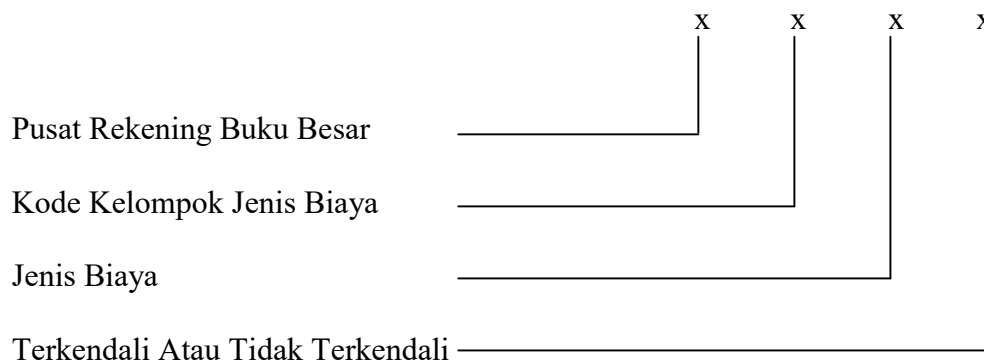 x x x x
Pusat Rekening Buku Besar
Kode Kelompok Jenis Biaya
Jenis Biaya
Terkendali Atau Tidak Terkendali